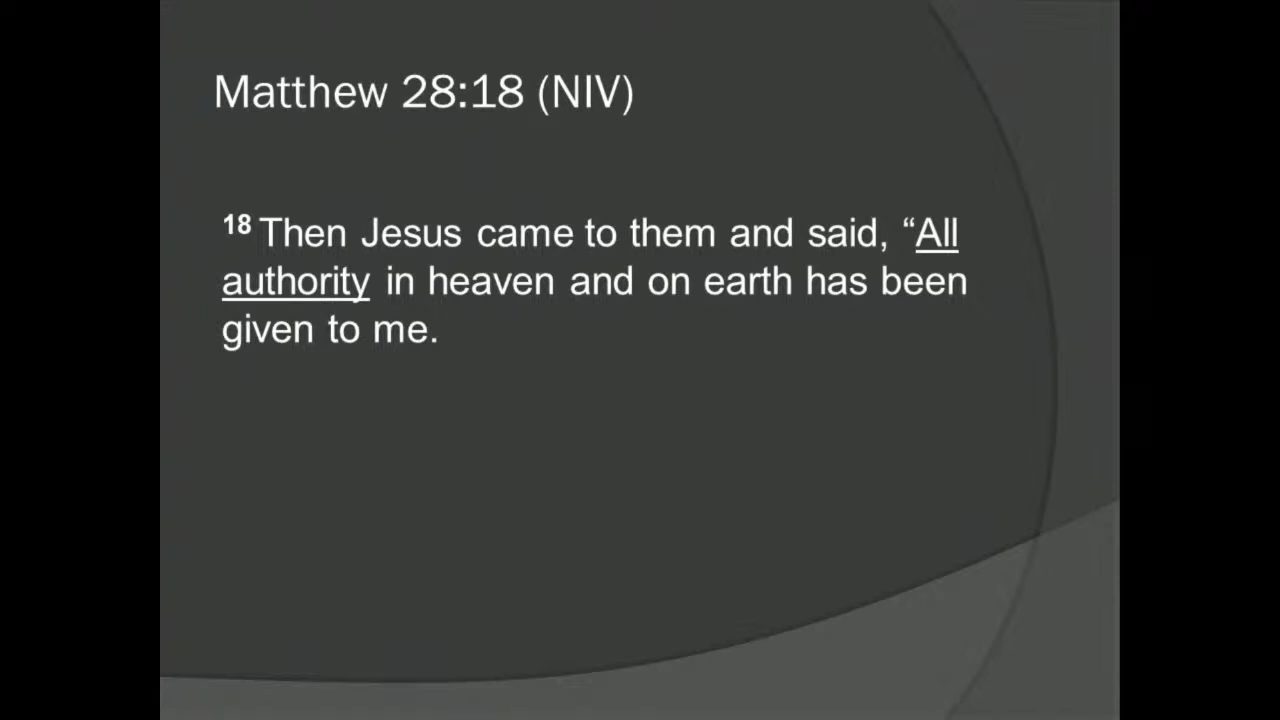 Matthew 28:18 (NIV)
18 Then Jesus came to them and said, “All
authority in heaven and on earth has been
given to me.